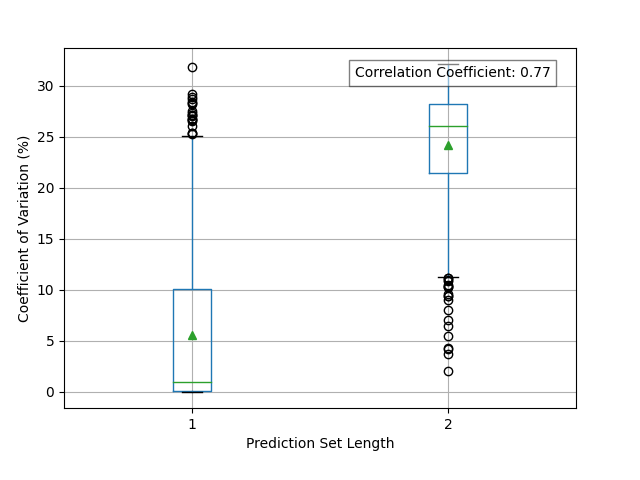 Correlation Coefficient: 0.77
Coefficient of Variation (%)
30
25
20
15
10
5
0
1 2
Prediction Set Length